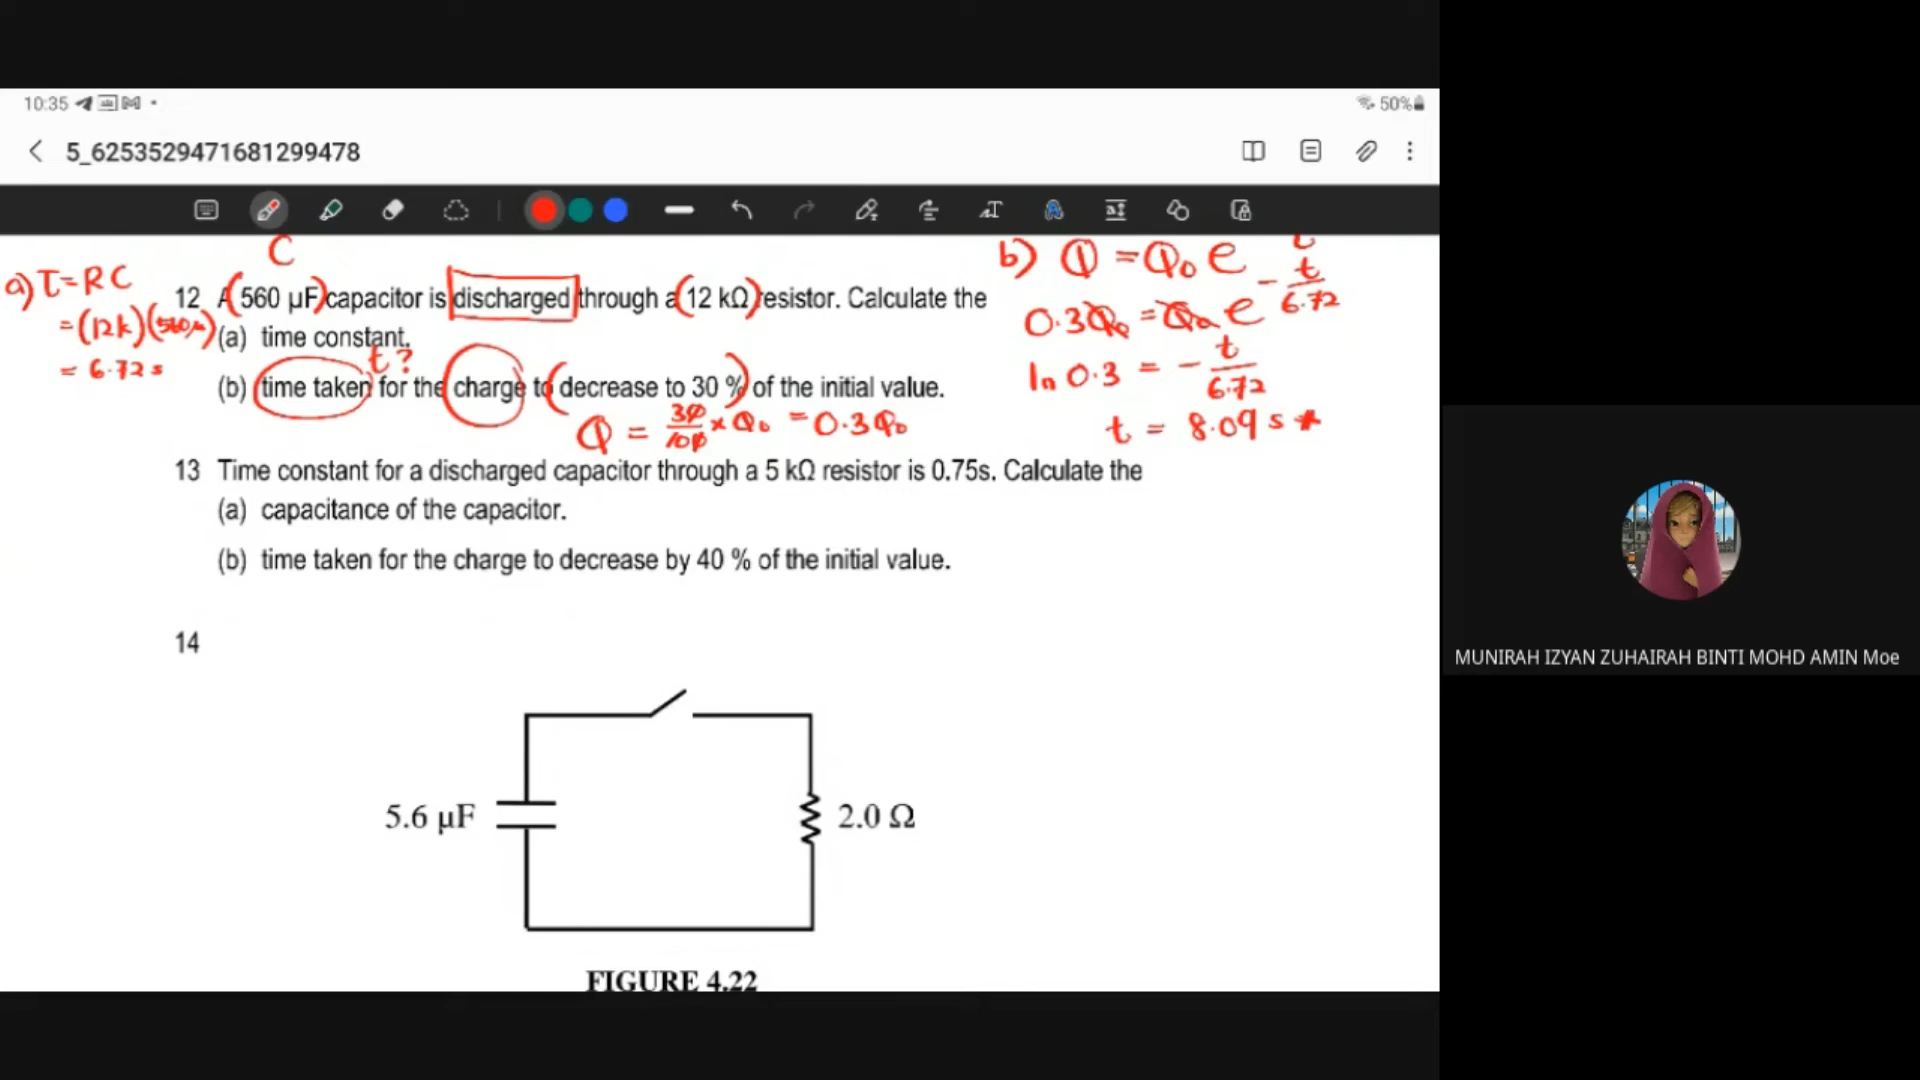 10:35
50%
5_6253529471681299478
C
a) τ = RC
= (12k)(560μ)
= 6.72 s
b) Q = Q₀ e
0.3Q₀ = Q₀ e - t/6.72
ln 0.3 = - t/6.72
t = 8.09 s *
12 A 560 μF capacitor is discharged through a 12 kΩ resistor. Calculate the
(a) time constant.
t?
(b) time taken for the charge to decrease to 30 % of the initial value.
Q = 30/100 × Q₀ = 0.3Q₀
13 Time constant for a discharged capacitor through a 5 kΩ resistor is 0.75s. Calculate the
(a) capacitance of the capacitor.
(b) time taken for the charge to decrease by 40 % of the initial value.
14
5.6 μF
2.0 Ω
FIGURE 4.22
MUNIRAH IZYAN ZUHAIRAH BINTI MOHD AMIN Moe